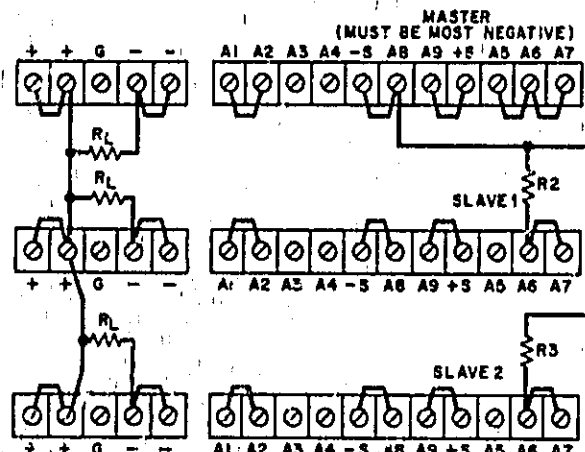 MASTER
(MUST BE MOST NEGATIVE)
+ + G - - A1 A2 A3 A4 -S A8 A9 +S A5 A6 A7
RL
RL
R2
SLAVE 1
+ + G - - A1 A2 A3 A4 -S A8 A9 +S A5 A6 A7
RL
R3
SLAVE 2
+ + G - - A1 A2 A3 A4 -S A8 A9 +S A5 A6 A7